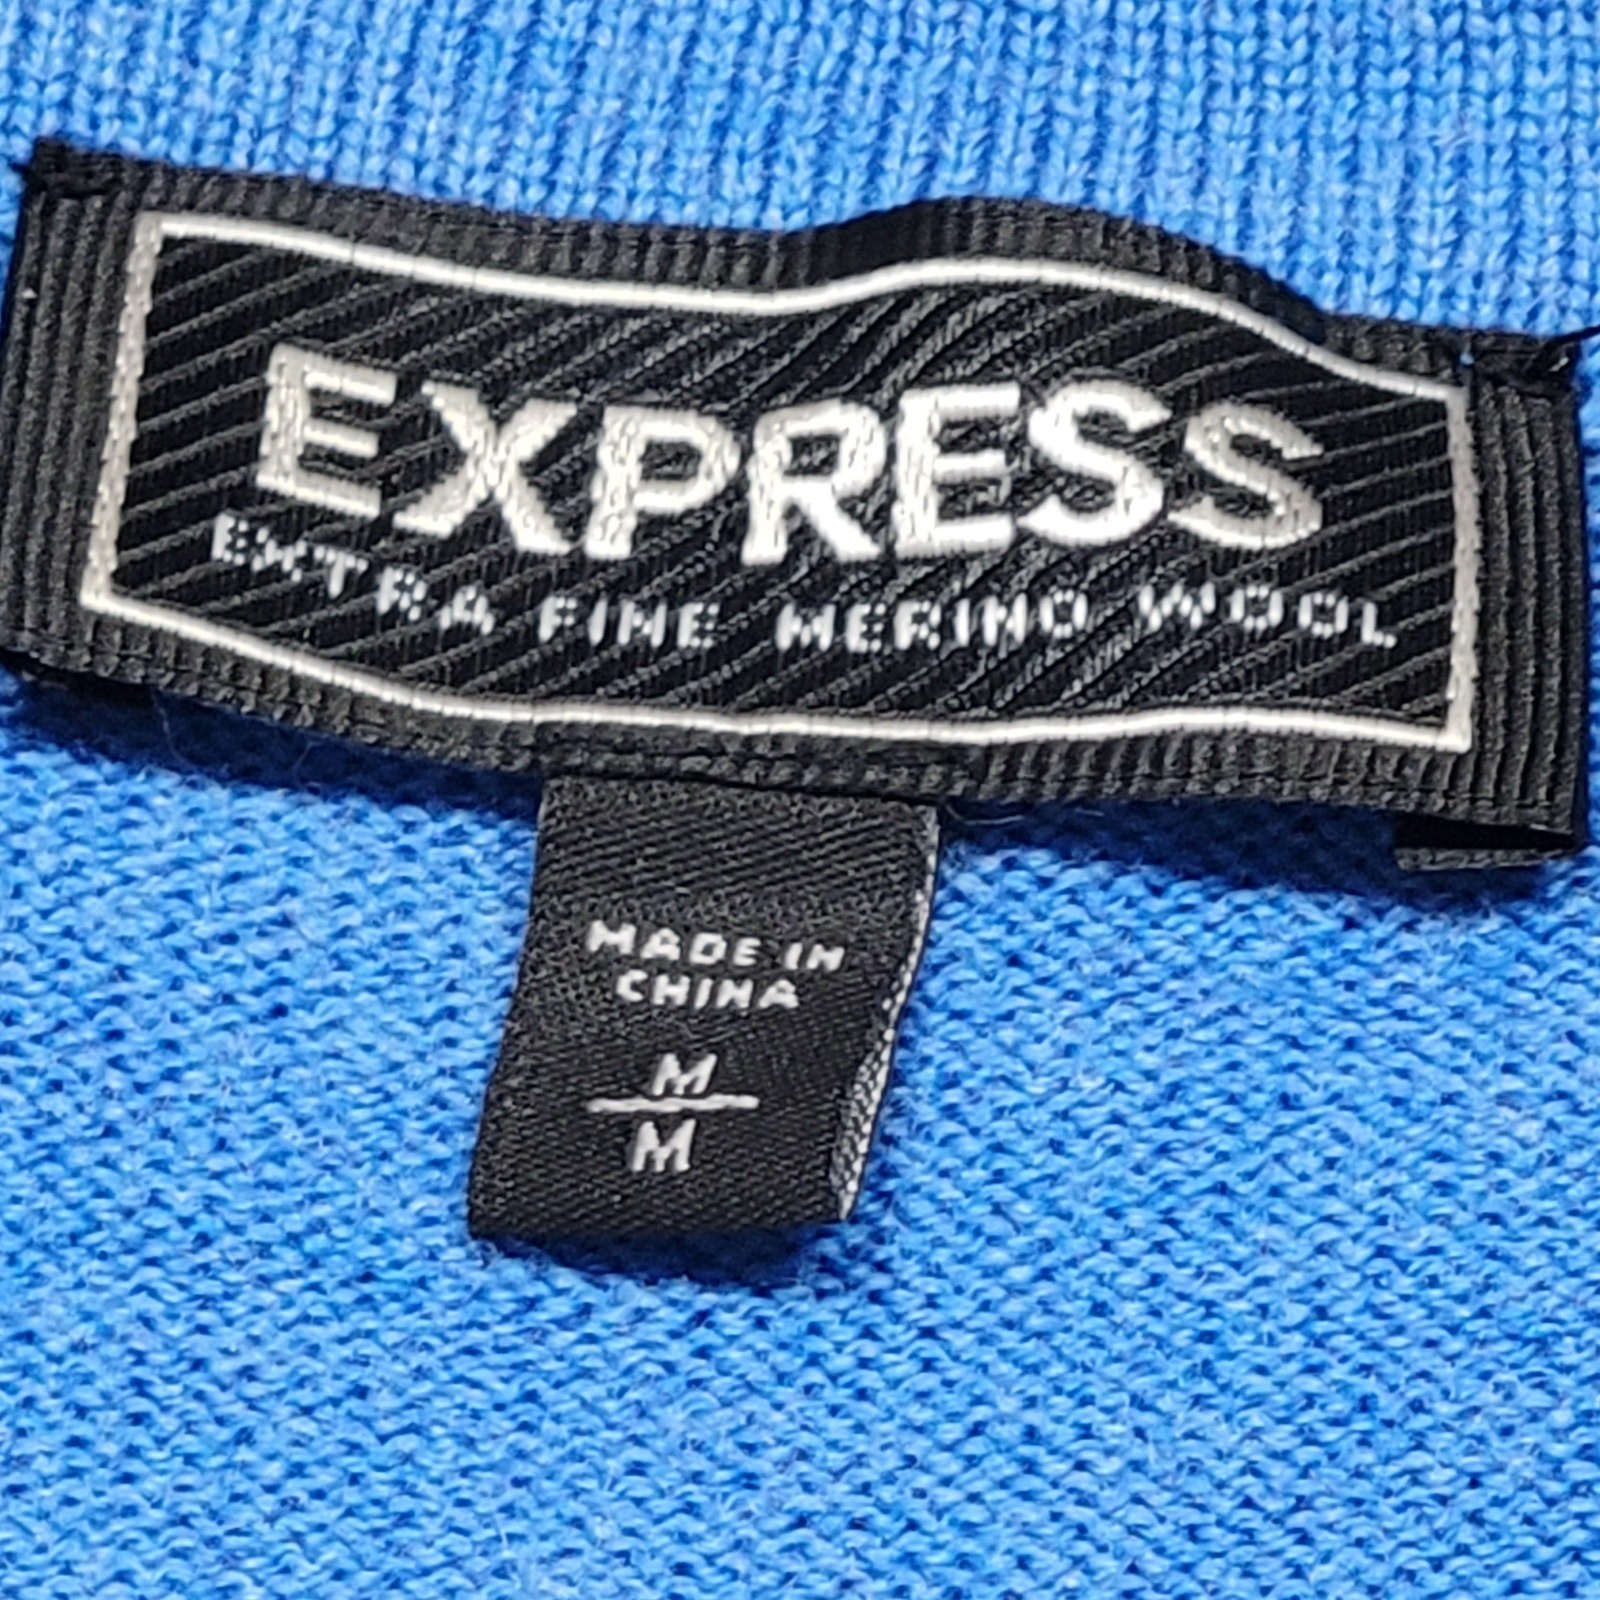 EXPRESS
EXTRA FINE MERINO WOOL
MADE IN
CHINA
M
M